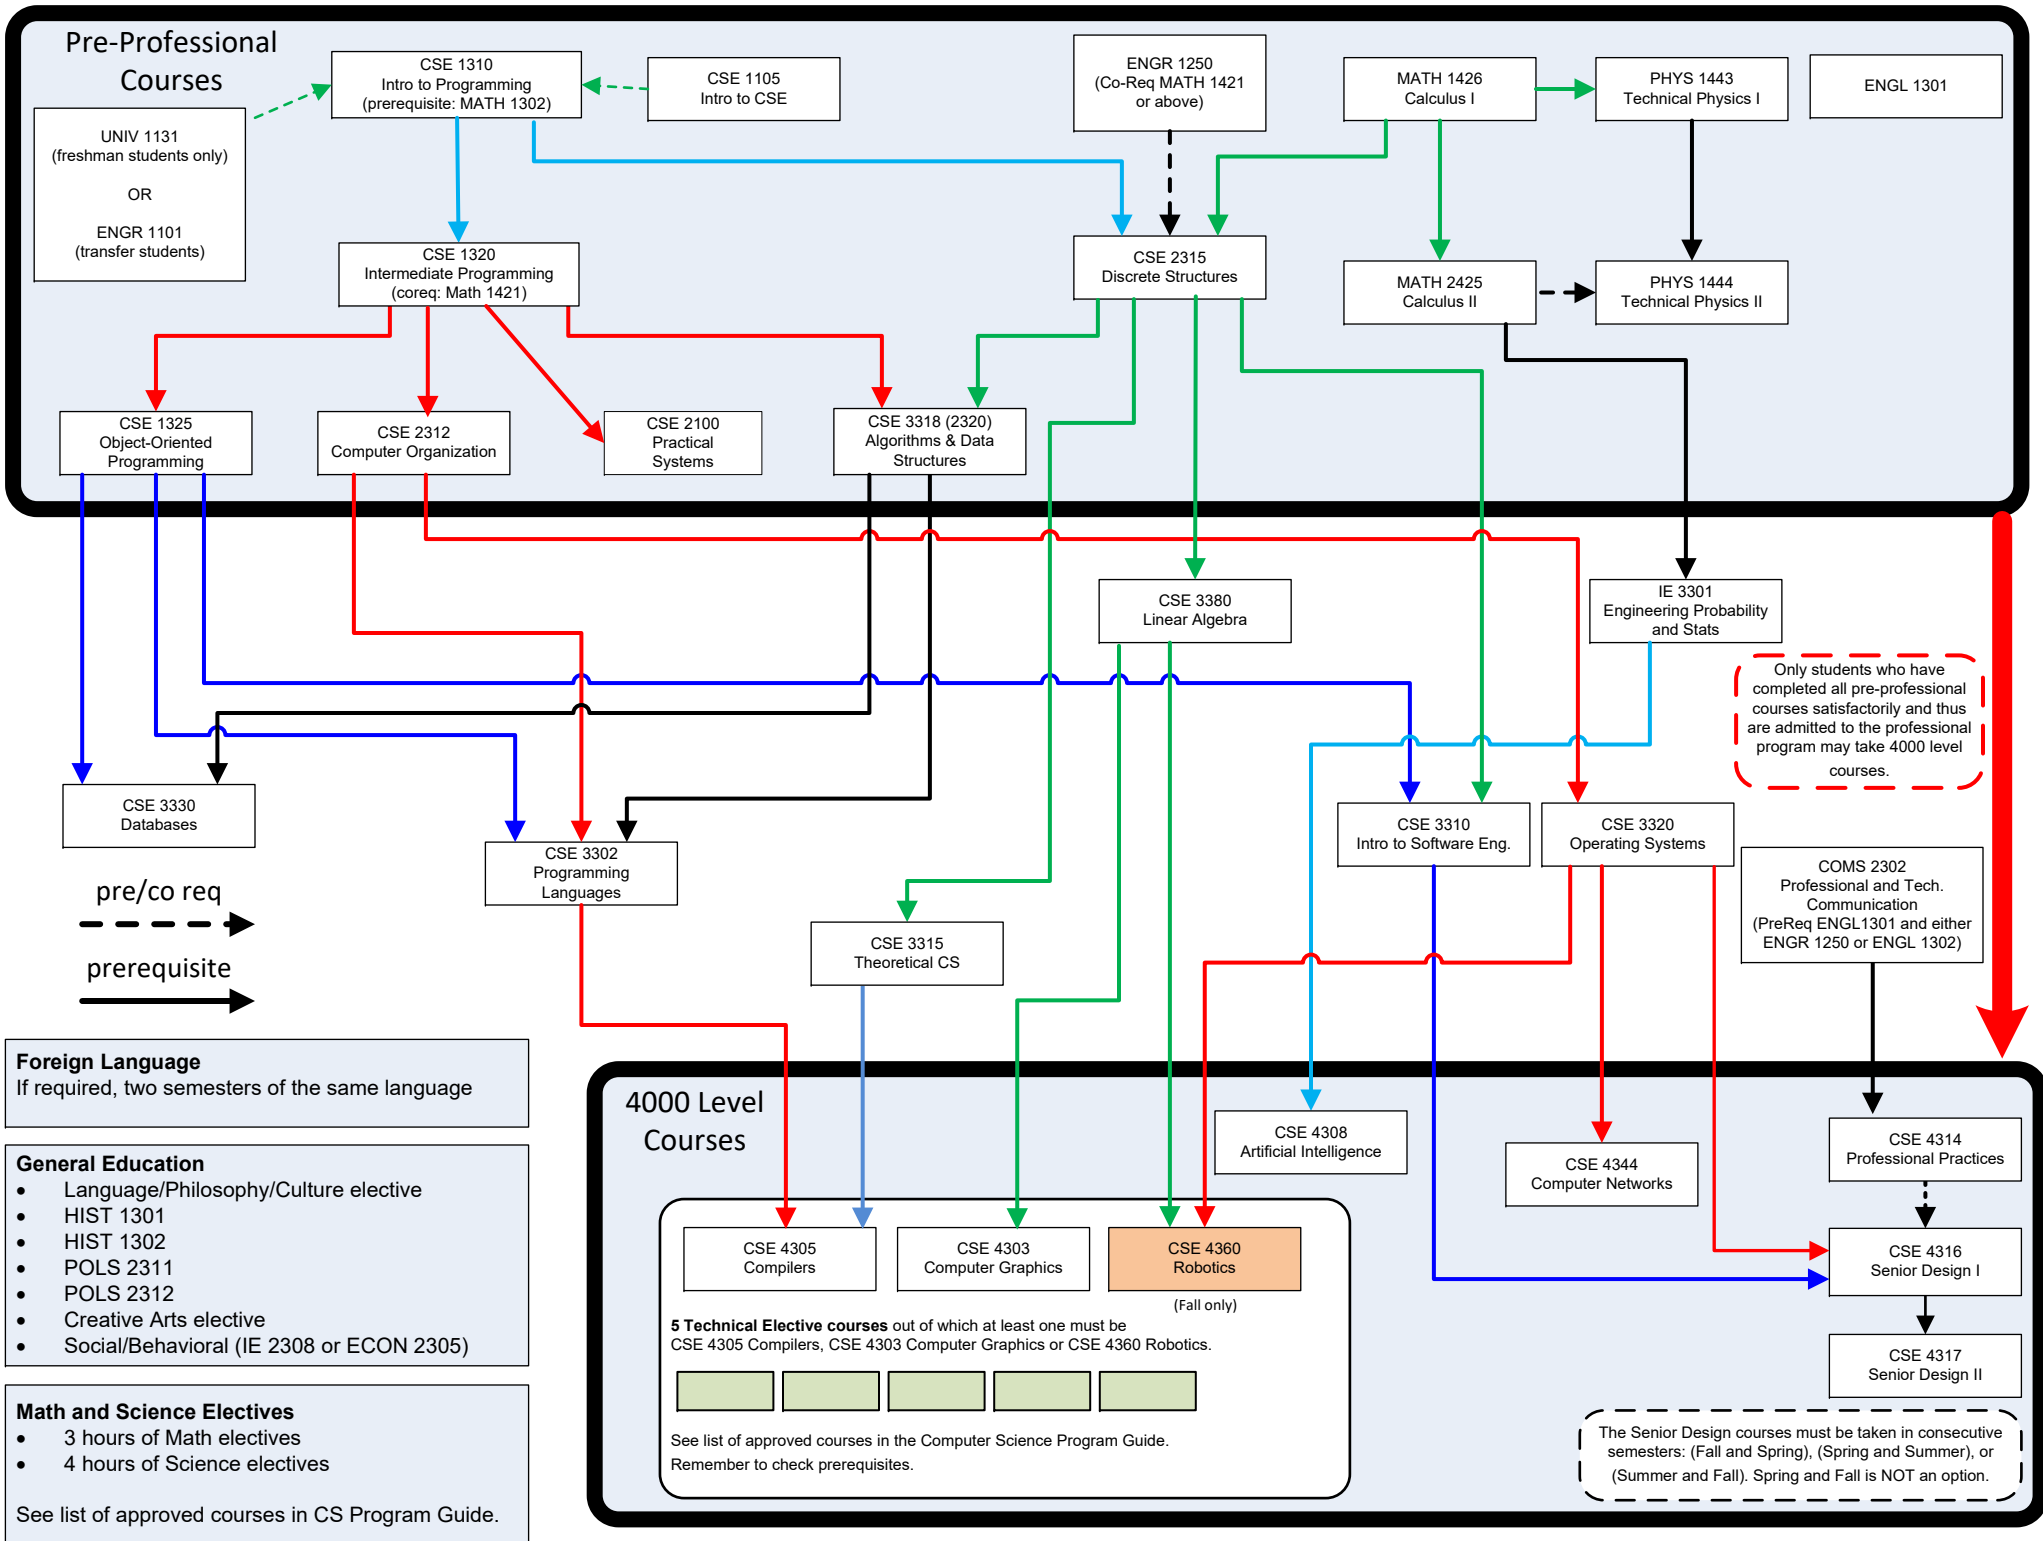 Pre-Professional
Courses
CSE 1310
Intro to Programming
(prerequisite: MATH 1302)
CSE 1105
Intro to CSE
ENGR 1250
(Co-Req MATH 1421
or above)
MATH 1426
Calculus I
PHYS 1443
Technical Physics I
ENGL 1301
UNIV 1131
(freshman students only)
OR
ENGR 1101
(transfer students)
CSE 1320
Intermediate Programming
(coreq: Math 1421)
CSE 2315
Discrete Structures
MATH 2425
Calculus II
PHYS 1444
Technical Physics II
CSE 1325
Object-Oriented
Programming
CSE 2312
Computer Organization
CSE 2100
Practical
Systems
CSE 3318 (2320)
Algorithms & Data
Structures
CSE 3380
Linear Algebra
IE 3301
Engineering Probability
and Stats
Only students who have
completed all pre-professional
courses satisfactorily and thus
are admitted to the professional
program may take 4000 level
courses.
CSE 3330
Databases
CSE 3302
Programming
Languages
CSE 3310
Intro to Software Eng.
CSE 3320
Operating Systems
COMS 2302
Professional and Tech.
Communication
(PreReq ENGL1301 and either
ENGR 1250 or ENGL 1302)
pre/co req
prerequisite
CSE 3315
Theoretical CS
Foreign Language
If required, two semesters of the same language
General Education
• Language/Philosophy/Culture elective
• HIST 1301
• HIST 1302
• POLS 2311
• POLS 2312
• Creative Arts elective
• Social/Behavioral (IE 2308 or ECON 2305)
Math and Science Electives
• 3 hours of Math electives
• 4 hours of Science electives
See list of approved courses in CS Program Guide.
4000 Level
Courses
CSE 4308
Artificial Intelligence
CSE 4344
Computer Networks
CSE 4314
Professional Practices
CSE 4305
Compilers
CSE 4303
Computer Graphics
CSE 4360
Robotics
(Fall only)
CSE 4316
Senior Design I
CSE 4317
Senior Design II
5 Technical Elective courses out of which at least one must be
CSE 4305 Compilers, CSE 4303 Computer Graphics or CSE 4360 Robotics.
See list of approved courses in the Computer Science Program Guide.
Remember to check prerequisites.
The Senior Design courses must be taken in consecutive
semesters: (Fall and Spring), (Spring and Summer), or
(Summer and Fall). Spring and Fall is NOT an option.